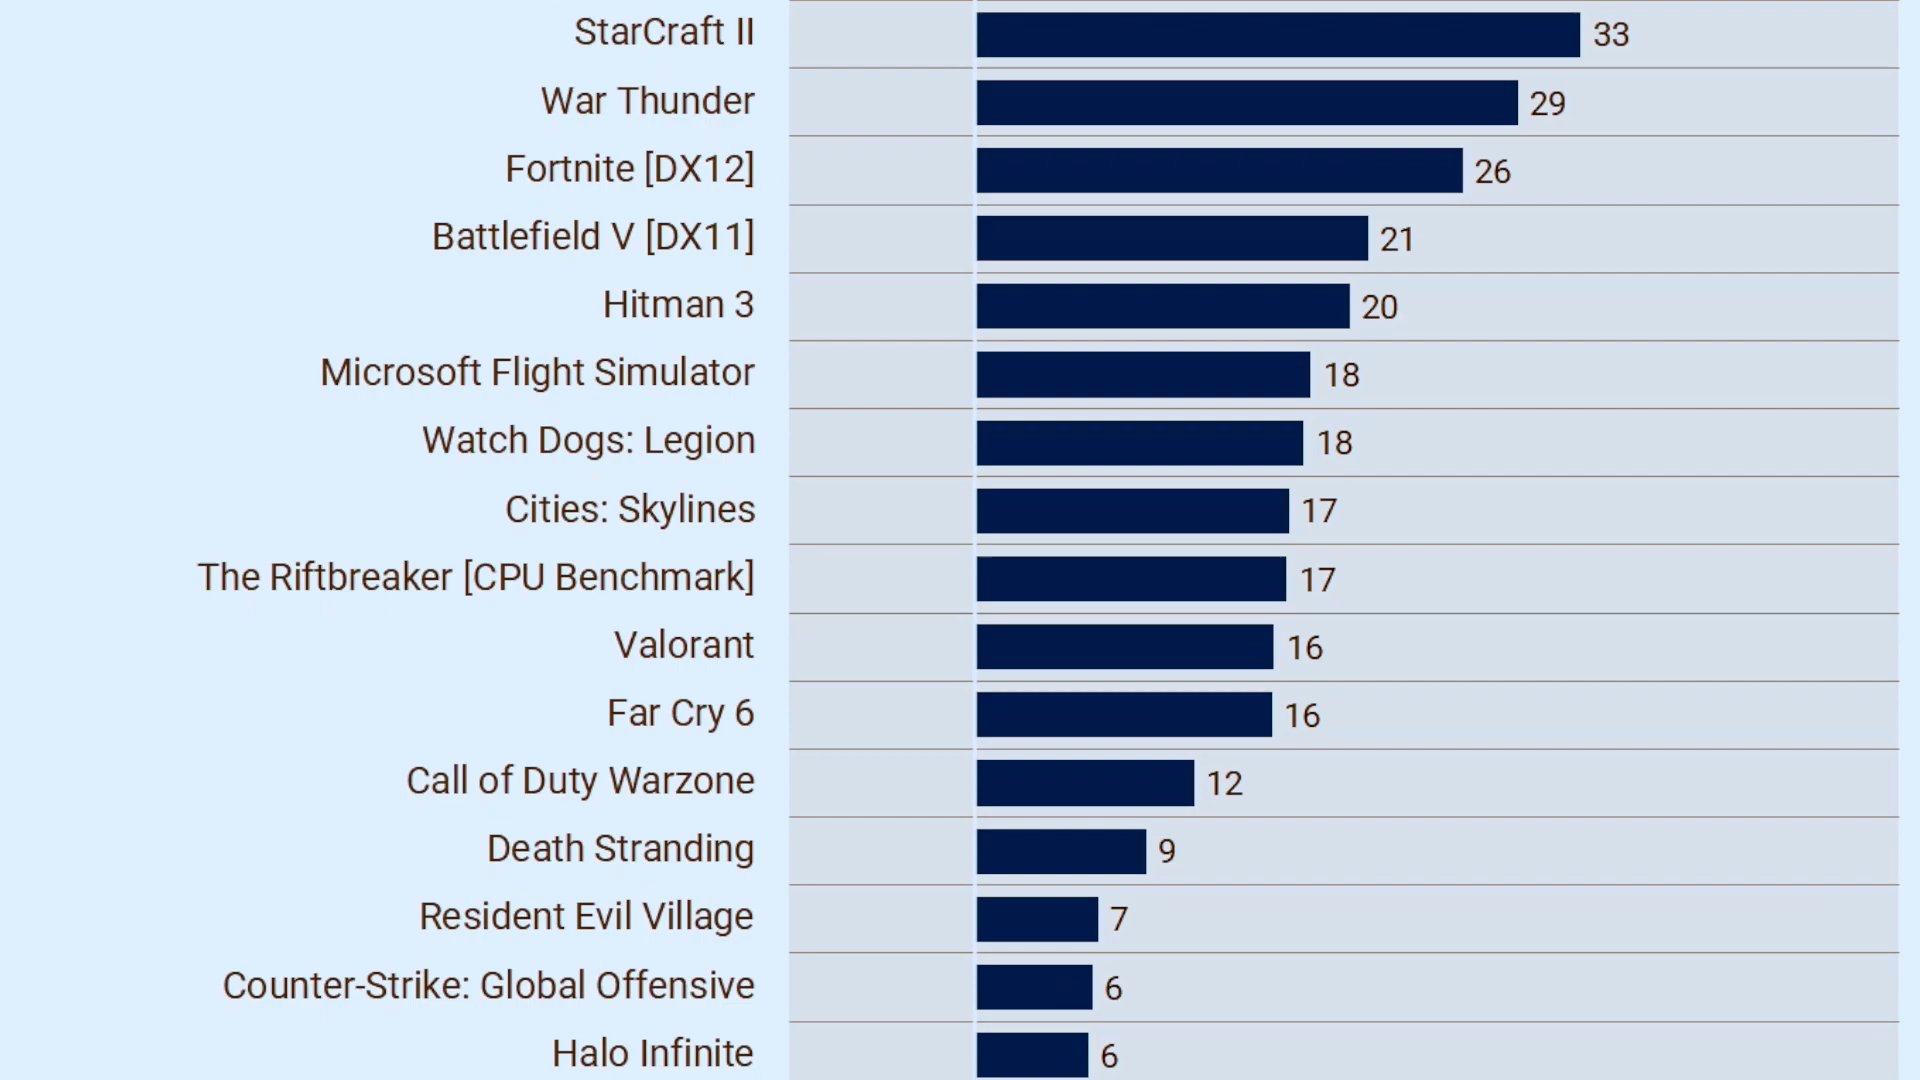 StarCraft II 33
War Thunder 29
Fortnite [DX12] 26
Battlefield V [DX11] 21
Hitman 3 20
Microsoft Flight Simulator 18
Watch Dogs: Legion 18
Cities: Skylines 17
The Riftbreaker [CPU Benchmark] 17
Valorant 16
Far Cry 6 16
Call of Duty Warzone 12
Death Stranding 9
Resident Evil Village 7
Counter-Strike: Global Offensive 6
Halo Infinite 6